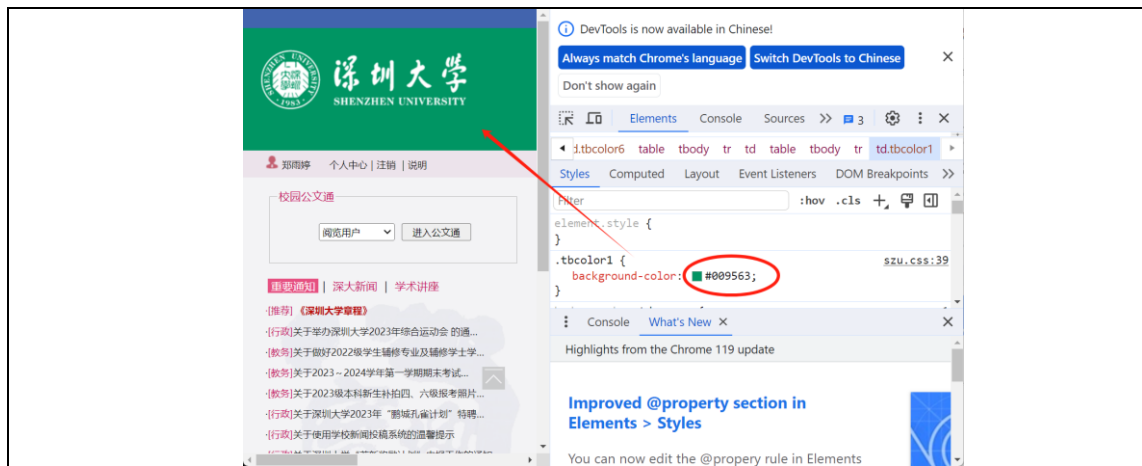 深圳大学
SHENZHEN UNIVERSITY
SHENZHEN UNIVERSITY
1983
郑雨婷 个人中心 | 注销 | 说明
校园公文通
阅览用户 进入公文通
重要通知 | 深大新闻 | 学术讲座
·[推荐] 《深圳大学章程》
·[行政]关于举办深圳大学2023年综合运动会 的通...
·[教务]关于做好2022级学生辅修专业及辅修学士学...
·[教务]关于2023~2024学年第一学期期末考试...
·[教务]关于2023级本科新生补拍四、六级报考照片...
·[行政]关于深圳大学2023年“鹏城孔雀计划”特聘...
·[行政]关于使用学校新闻投稿系统的温馨提示
DevTools is now available in Chinese!
Always match Chrome's language Switch DevTools to Chinese
Don't show again
Elements Console Sources 3
d.tbcolor6 table tbody tr td table tbody tr td.tbcolor1
Styles Computed Layout Event Listeners DOM Breakpoints
Filter :hov .cls
element.style {
}
.tbcolor1 { szu.css:39
background-color: #009563;
}
Console What's New
Highlights from the Chrome 119 update
Improved @property section in
Elements > Styles
You can now edit the @propery rule in Elements